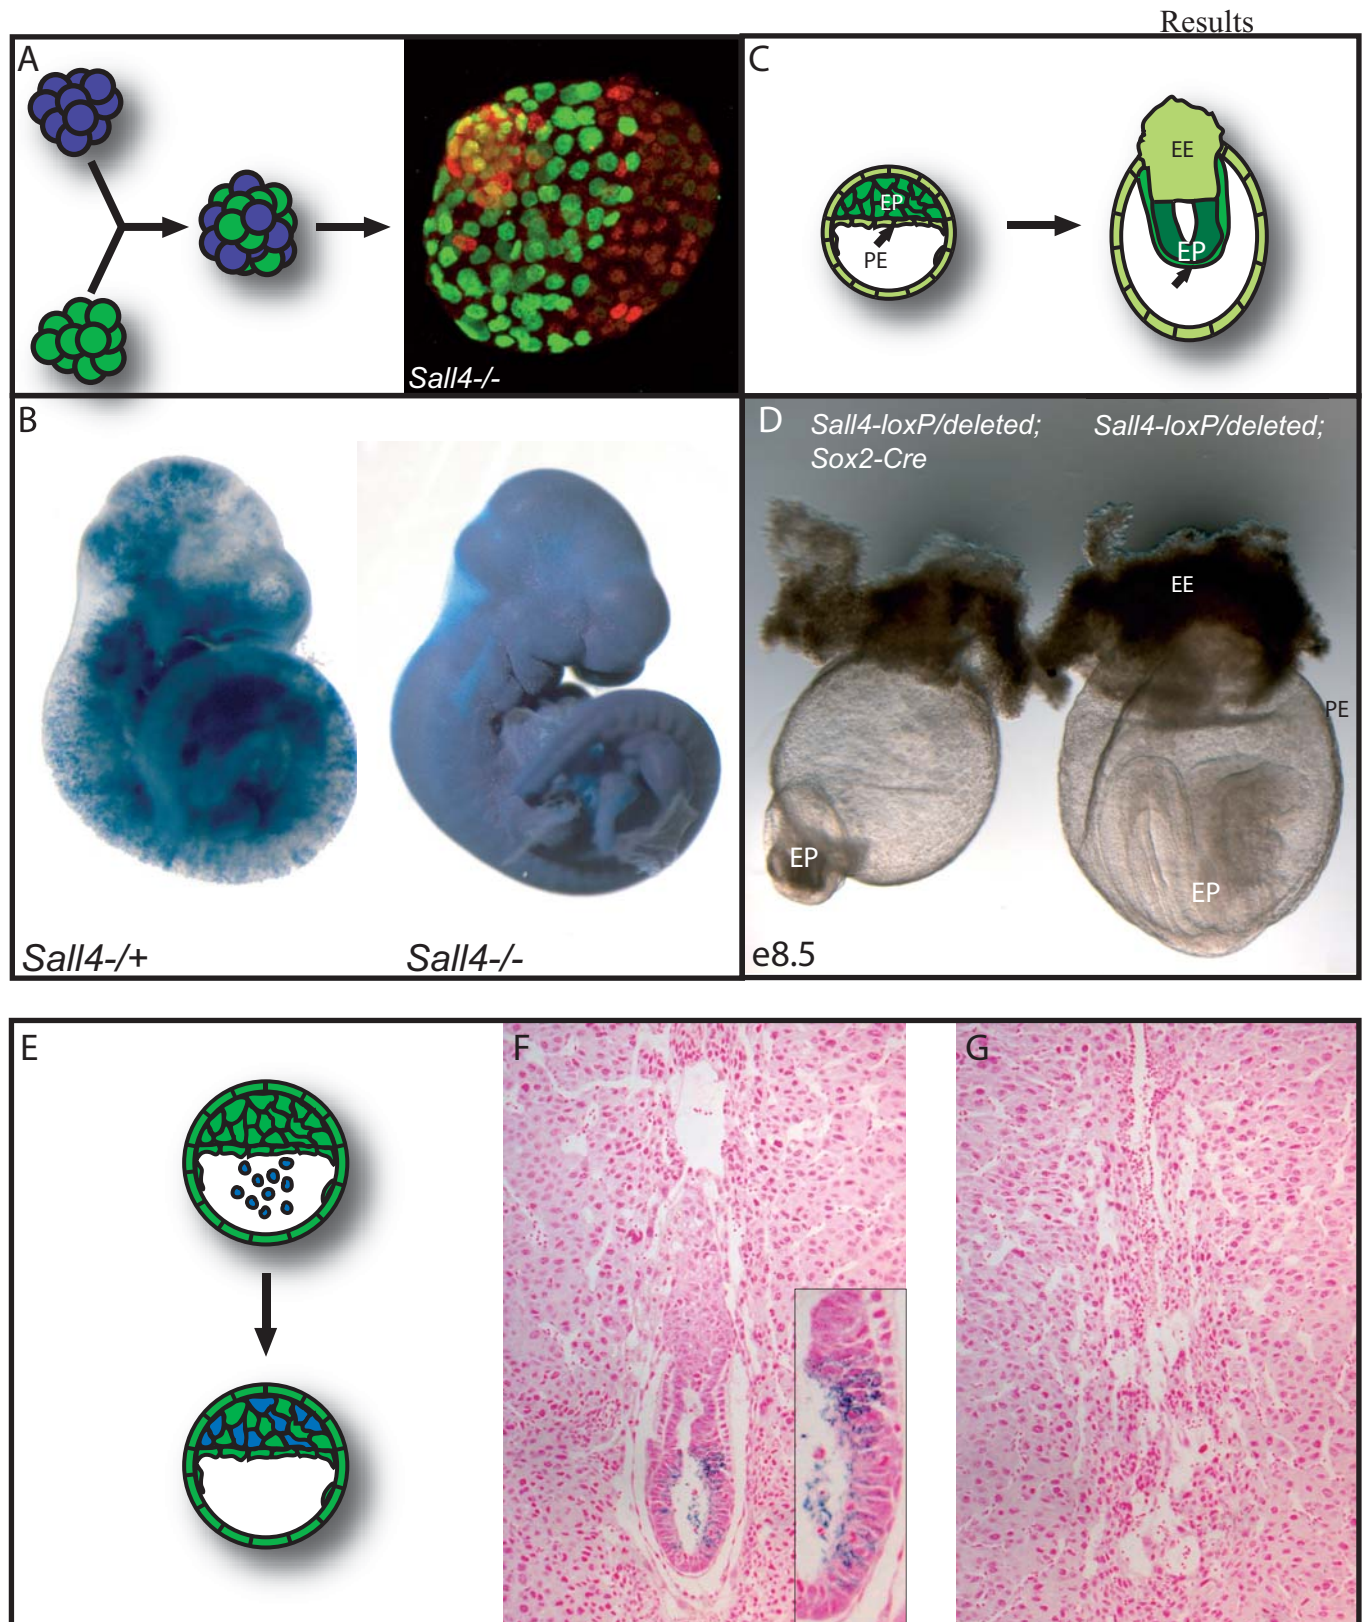 Results
A
Sall4-/-
C
EP
PE
EE
EP
B
Sall4-/+
Sall4-/-
D
Sall4-loxP/deleted;
Sox2-Cre
Sall4-loxP/deleted;
EE
PE
EP
EP
e8.5
E
F
G